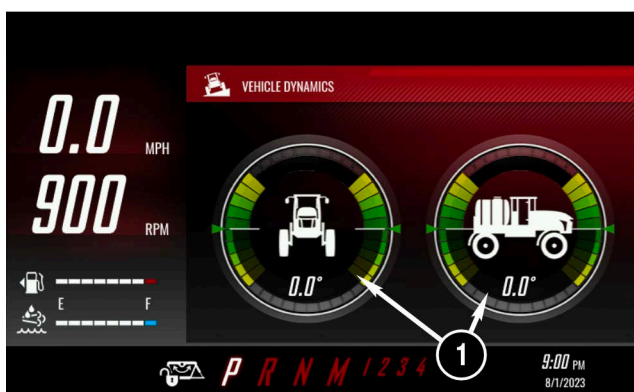 VEHICLE DYNAMICS
0.0 MPH
900 RPM
0.0° 0.0°
E F
1
P R N M 1 2 3 4
9:00 PM
8/1/2023